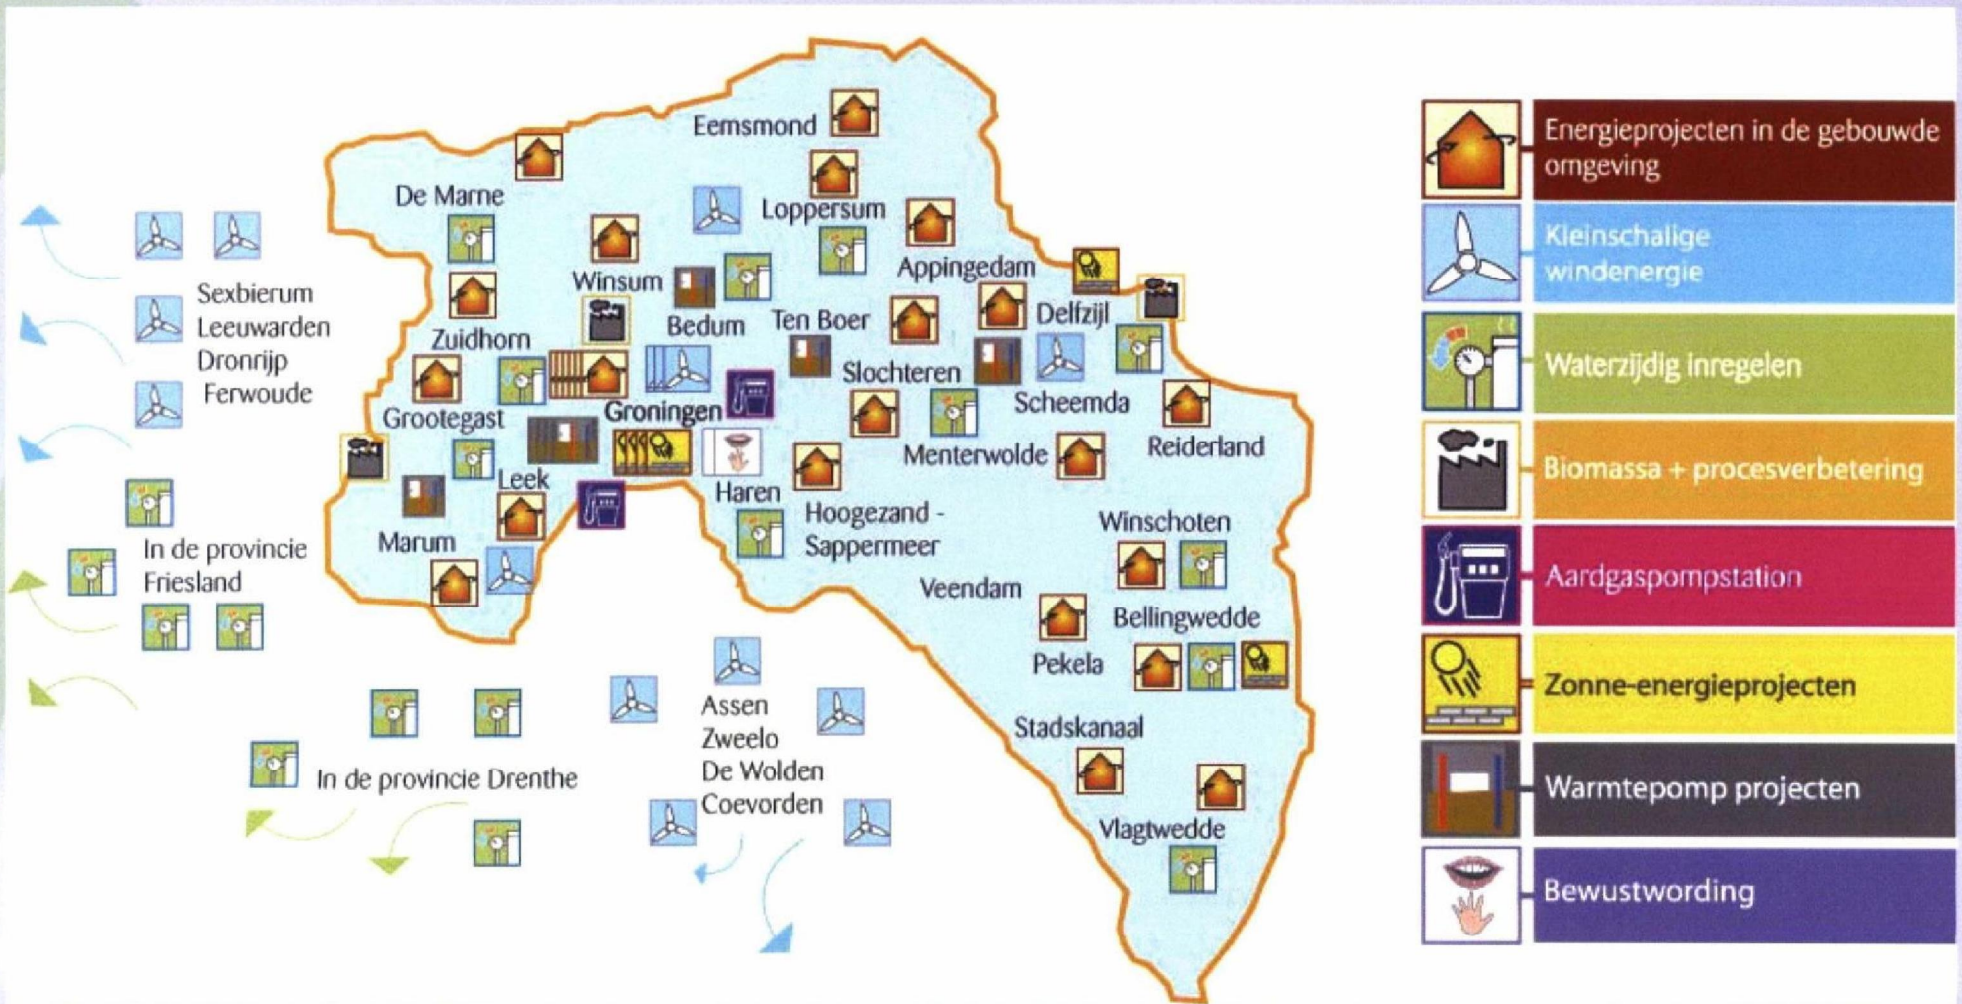 Eemsmond
De Marne
Loppersum
Winsum
Appingedam
Sexbierum
Leeuwarden
Dronrijp
Ferwoude
Zuidhorn
Bedum
Ten Boer
Delfzijl
Slochteren
Grootegast
Groningen
Scheemda
Reiderland
Menterwolde
Leek
Haren
Hoogezand -
Sappermeer
Marum
Winschoten
In de provincie
Friesland
Veendam
Bellingwedde
Pekela
Assen
Zweelo
De Wolden
Coevorden
Stadskanaal
In de provincie Drenthe
Vlagtwedde
Energieprojecten in de gebouwde
omgeving
Kleinschalige
windenergie
Waterzijdig inregelen
Biomassa + procesverbetering
Aardgaspompstation
Zonne-energieprojecten
Warmtepomp projecten
Bewustwording